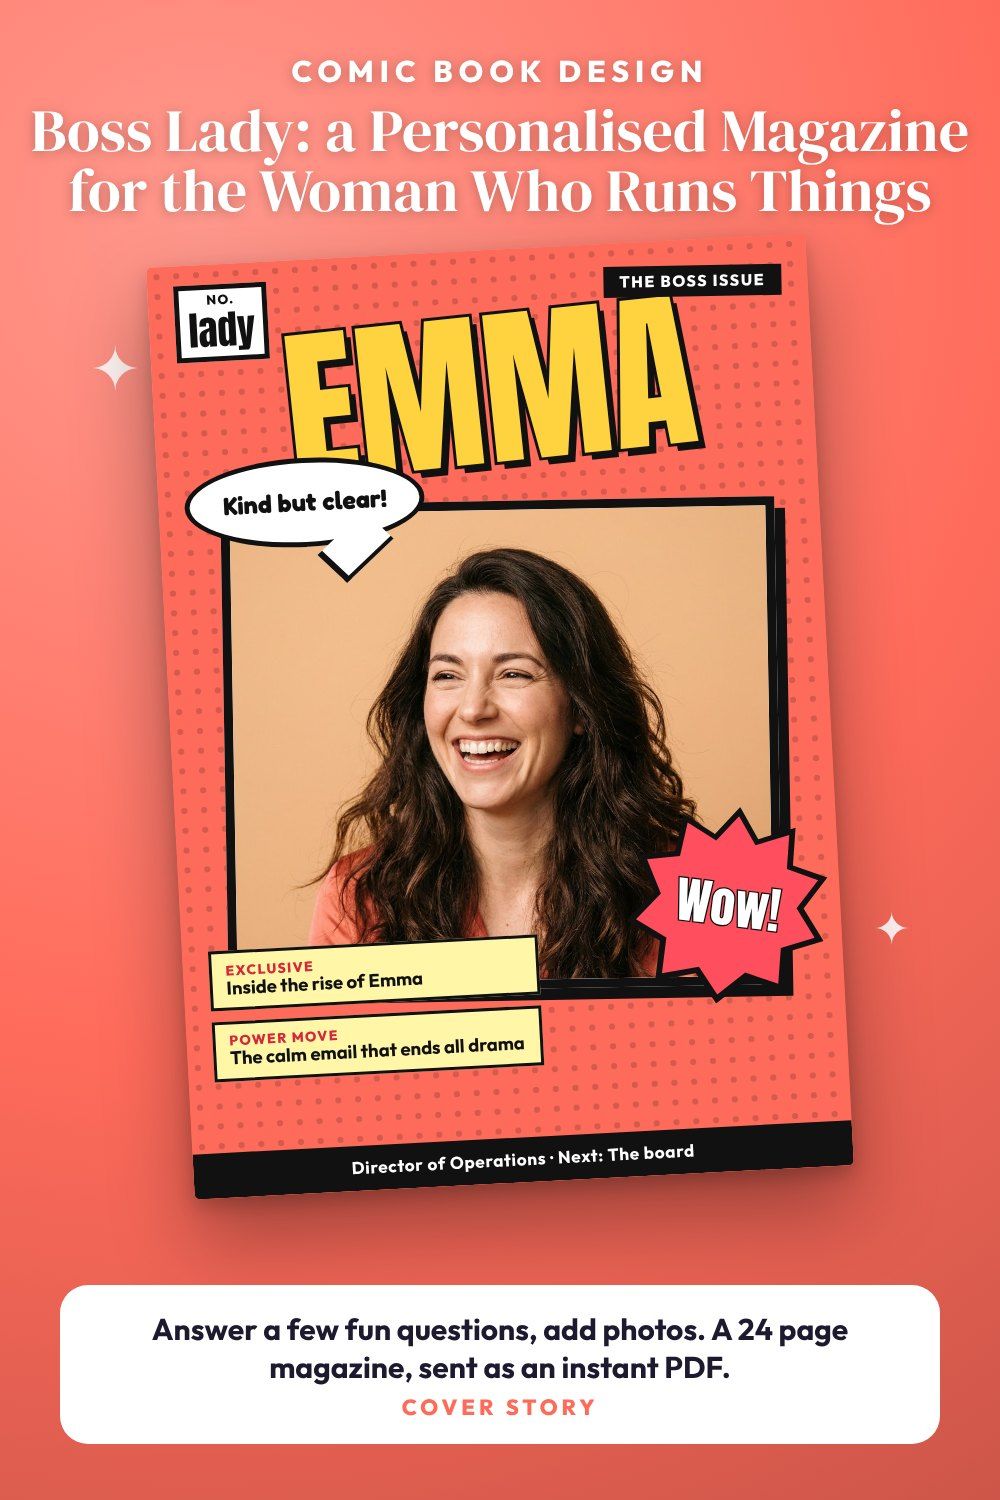 COMIC BOOK DESIGN
Boss Lady: a Personalised Magazine
for the Woman Who Runs Things
THE BOSS ISSUE
NO.
lady
EMMA
Kind but clear!
Wow!
EXCLUSIVE
Inside the rise of Emma
POWER MOVE
The calm email that ends all drama
Director of Operations · Next: The board
Answer a few fun questions, add photos. A 24 page
magazine, sent as an instant PDF.
COVER STORY